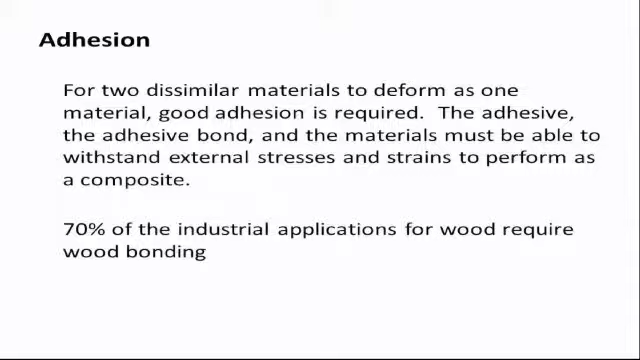 Adhesion
For two dissimilar materials to deform as one
material, good adhesion is required.  The adhesive,
the adhesive bond, and the materials must be able to
withstand external stresses and strains to perform as
a composite.
70% of the industrial applications for wood require
wood bonding